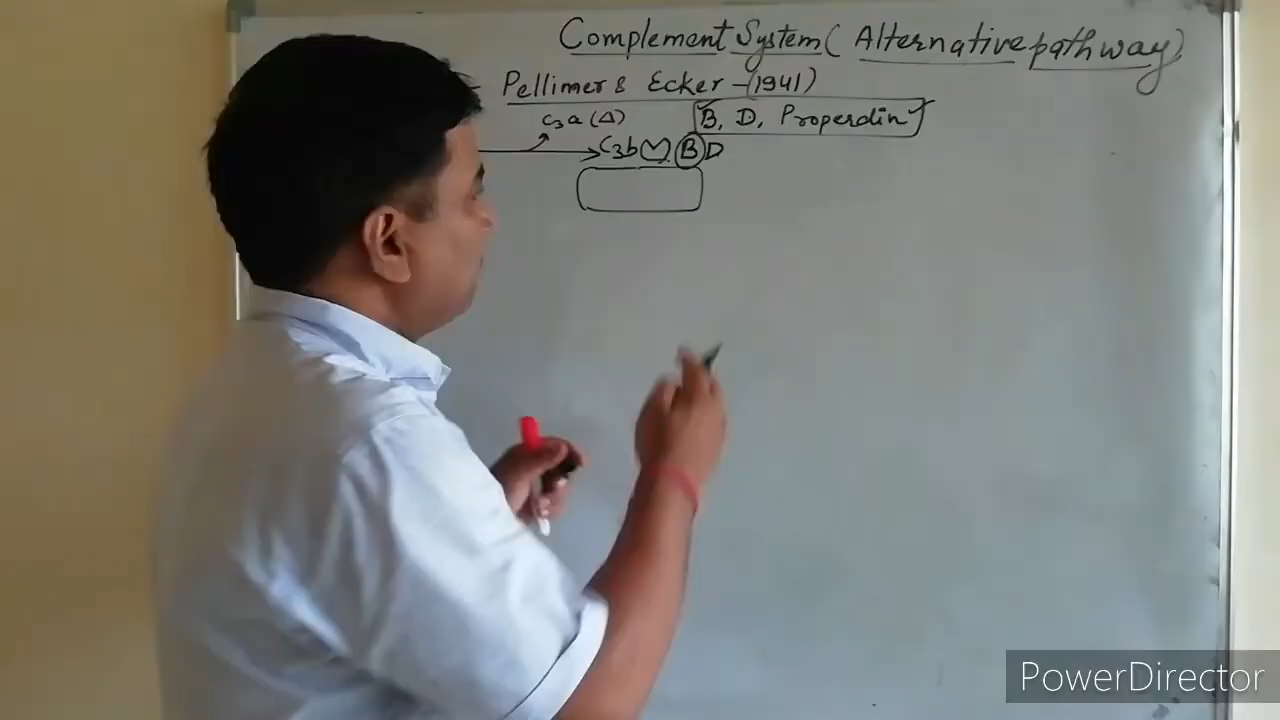 Complement System ( Alternative pathway )
Pellimer & Ecker - (1941)
C3a (Δ) B, D, Properdin
C3b B D
PowerDirector